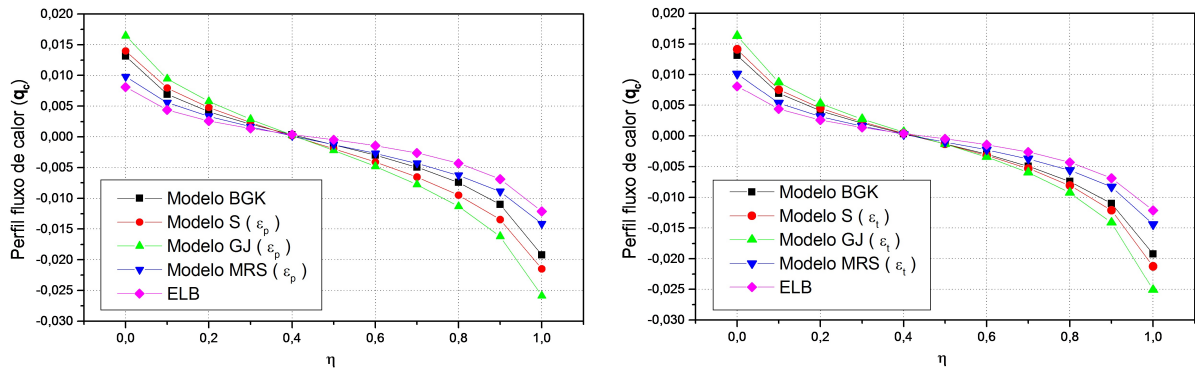 Perfil fluxo de calor (q_c)
0,020
0,015
0,010
0,005
0,000
-0,005
-0,010
-0,015
-0,020
-0,025
-0,030
Modelo BGK
Modelo S ( ε_p )
Modelo GJ ( ε_p )
Modelo MRS ( ε_p )
ELB
0,0 0,2 0,4 0,6 0,8 1,0
η
Perfil fluxo de calor (q_c)
0,020
0,015
0,010
0,005
0,000
-0,005
-0,010
-0,015
-0,020
-0,025
-0,030
Modelo BGK
Modelo S ( ε_t )
Modelo GJ ( ε_t )
Modelo MRS ( ε_t )
ELB
0,0 0,2 0,4 0,6 0,8 1,0
η